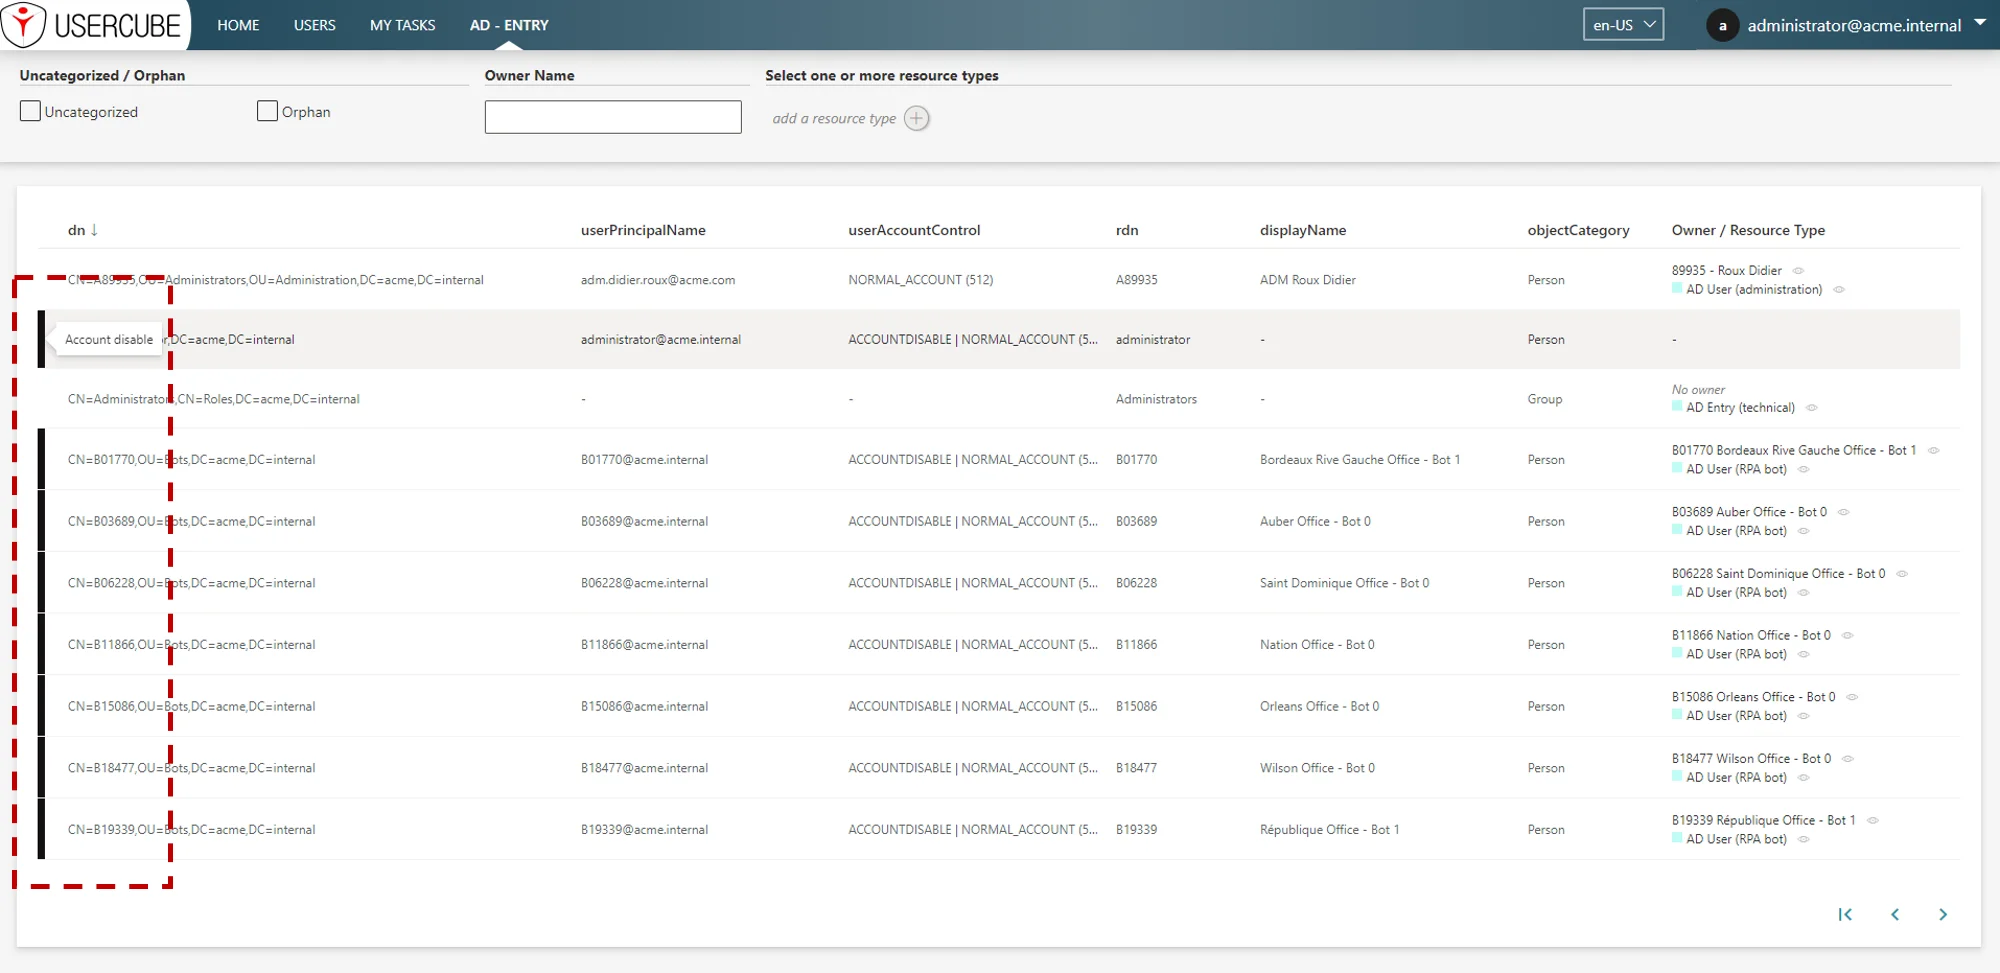 USERCUBE HOME USERS MY TASKS AD - ENTRY en-US a administrator@acme.internal
Uncategorized / Orphan Owner Name Select one or more resource types
Uncategorized Orphan add a resource type
dn ↓ userPrincipalName userAccountControl rdn displayName objectCategory Owner / Resource Type
CN=A89935,OU=Administrators,OU=Administration,DC=acme,DC=internal adm.didier.roux@acme.com NORMAL_ACCOUNT (512) A89935 ADM Roux Didier Person 89935 - Roux Didier
AD User (administration)
Account disable r,DC=acme,DC=internal administrator@acme.internal ACCOUNTDISABLE | NORMAL_ACCOUNT (5... administrator - Person -
CN=Administrators,CN=Roles,DC=acme,DC=internal - - Administrators - Group No owner
AD Entry (technical)
CN=B01770,OU=Bots,DC=acme,DC=internal B01770@acme.internal ACCOUNTDISABLE | NORMAL_ACCOUNT (5... B01770 Bordeaux Rive Gauche Office - Bot 1 Person B01770 Bordeaux Rive Gauche Office - Bot 1
AD User (RPA bot)
CN=B03689,OU=Bots,DC=acme,DC=internal B03689@acme.internal ACCOUNTDISABLE | NORMAL_ACCOUNT (5... B03689 Auber Office - Bot 0 Person B03689 Auber Office - Bot 0
AD User (RPA bot)
CN=B06228,OU=Bots,DC=acme,DC=internal B06228@acme.internal ACCOUNTDISABLE | NORMAL_ACCOUNT (5... B06228 Saint Dominique Office - Bot 0 Person B06228 Saint Dominique Office - Bot 0
AD User (RPA bot)
CN=B11866,OU=Bots,DC=acme,DC=internal B11866@acme.internal ACCOUNTDISABLE | NORMAL_ACCOUNT (5... B11866 Nation Office - Bot 0 Person B11866 Nation Office - Bot 0
AD User (RPA bot)
CN=B15086,OU=Bots,DC=acme,DC=internal B15086@acme.internal ACCOUNTDISABLE | NORMAL_ACCOUNT (5... B15086 Orleans Office - Bot 0 Person B15086 Orleans Office - Bot 0
AD User (RPA bot)
CN=B18477,OU=Bots,DC=acme,DC=internal B18477@acme.internal ACCOUNTDISABLE | NORMAL_ACCOUNT (5... B18477 Wilson Office - Bot 0 Person B18477 Wilson Office - Bot 0
AD User (RPA bot)
CN=B19339,OU=Bots,DC=acme,DC=internal B19339@acme.internal ACCOUNTDISABLE | NORMAL_ACCOUNT (5... B19339 République Office - Bot 1 Person B19339 République Office - Bot 1
AD User (RPA bot)